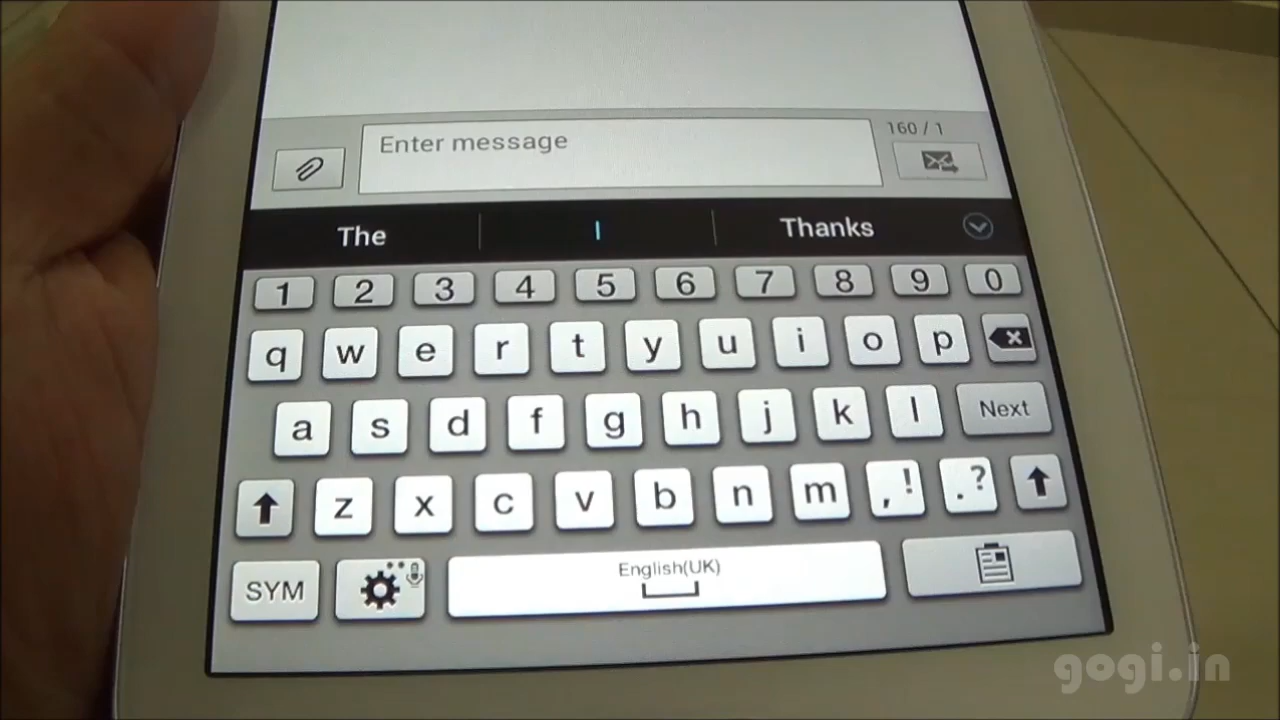 160 / 1
Enter message
The I Thanks
1 2 3 4 5 6 7 8 9 0
q w e r t y u i o p
a s d f g h j k l Next
z x c v b n m , ! . ?
SYM English(UK)
gogi.in